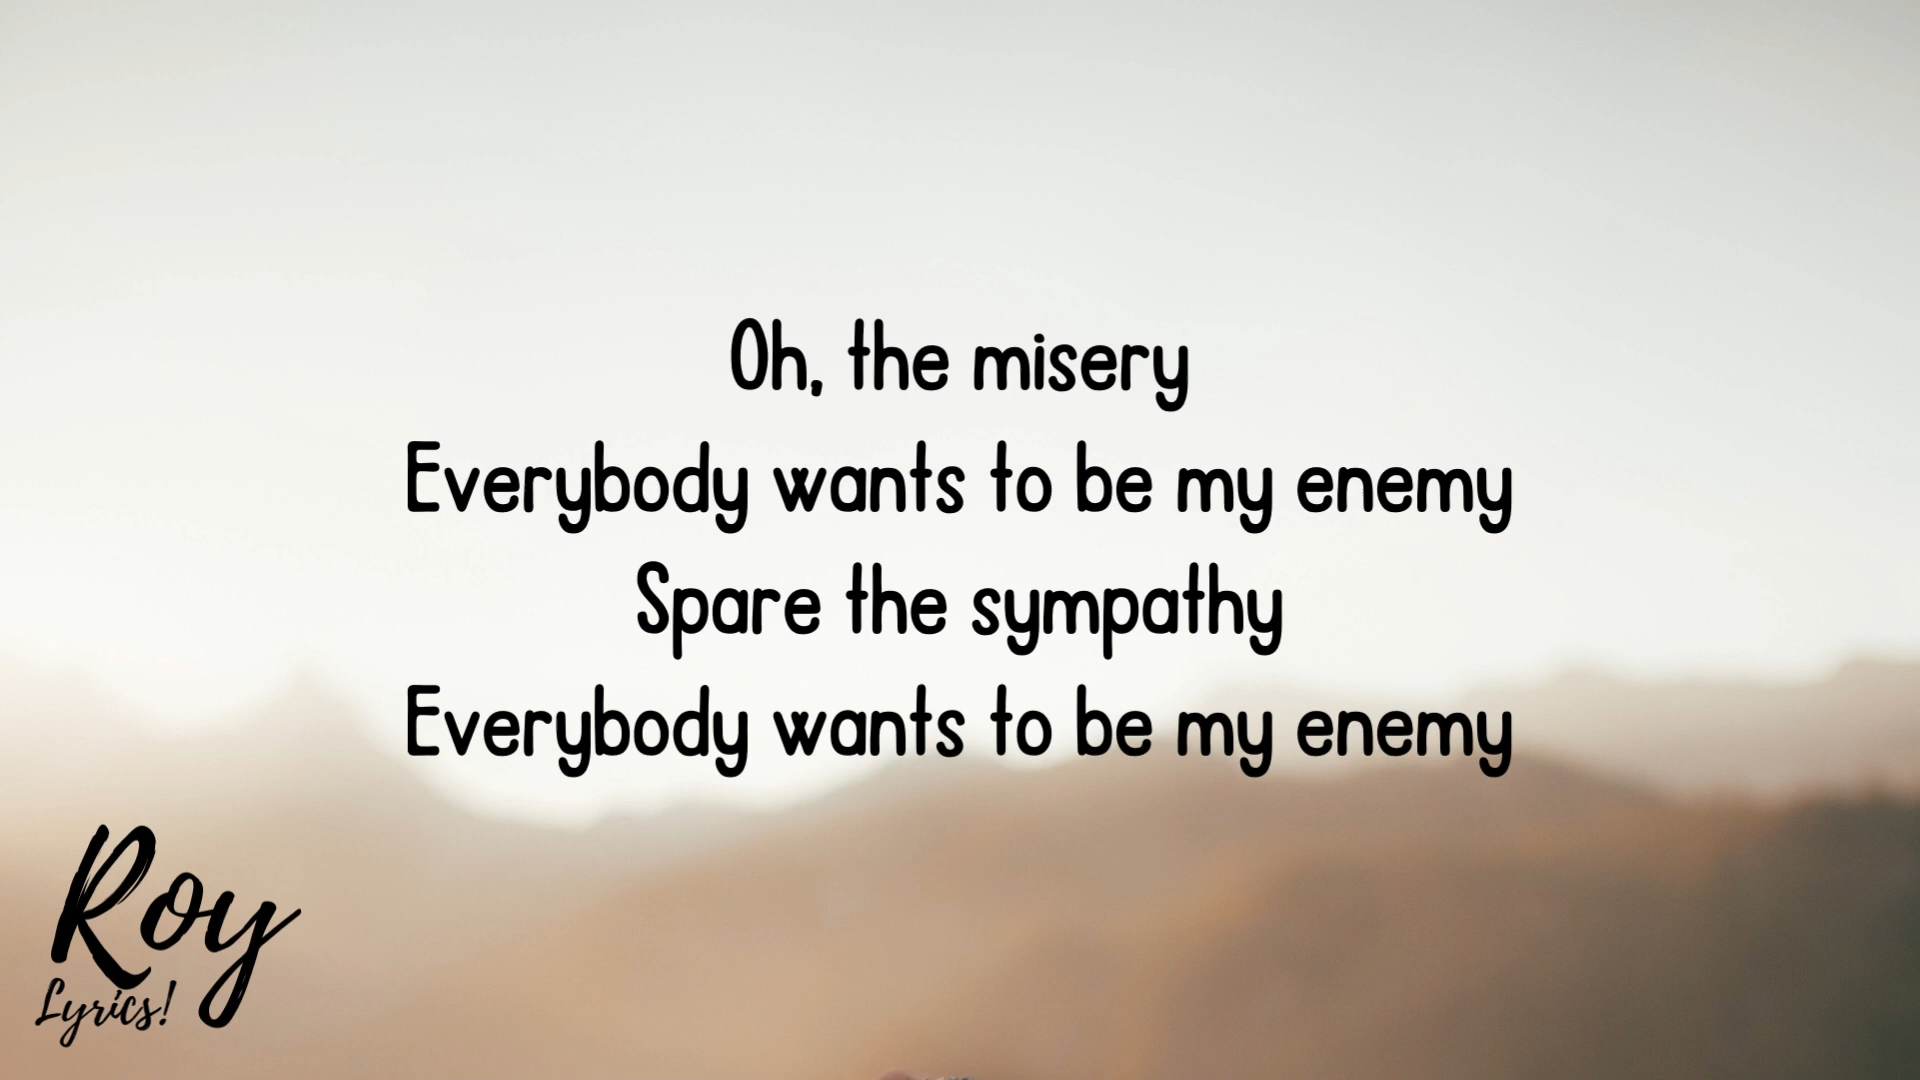 Oh, the misery
Everybody wants to be my enemy
Spare the sympathy
Everybody wants to be my enemy
Roy
Lyrics!